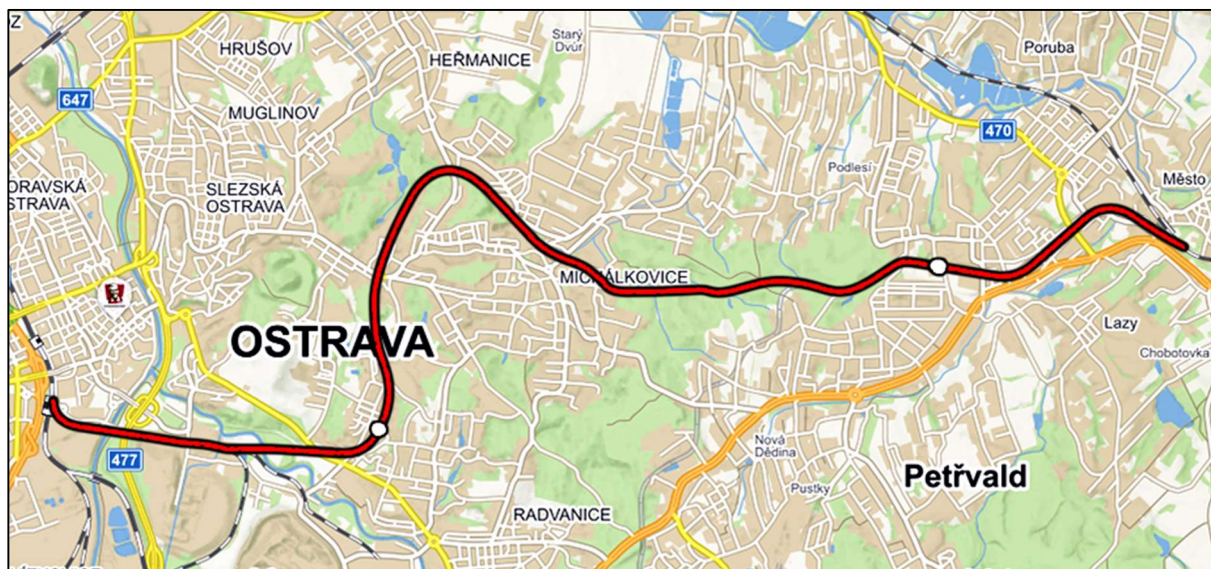 Z
HRUŠOV
HEŘMANICE
Starý
Dvůr
Poruba
647
MUGLINOV
470
Podlesí
ORAVSKÁ
STRAVA
SLEZSKÁ
OSTRAVA
Město
MICHÁLKOVICE
OSTRAVA
Lazy
Chobotovka
477
Nová
Dědina
Petřvald
Pustky
RADVANICE